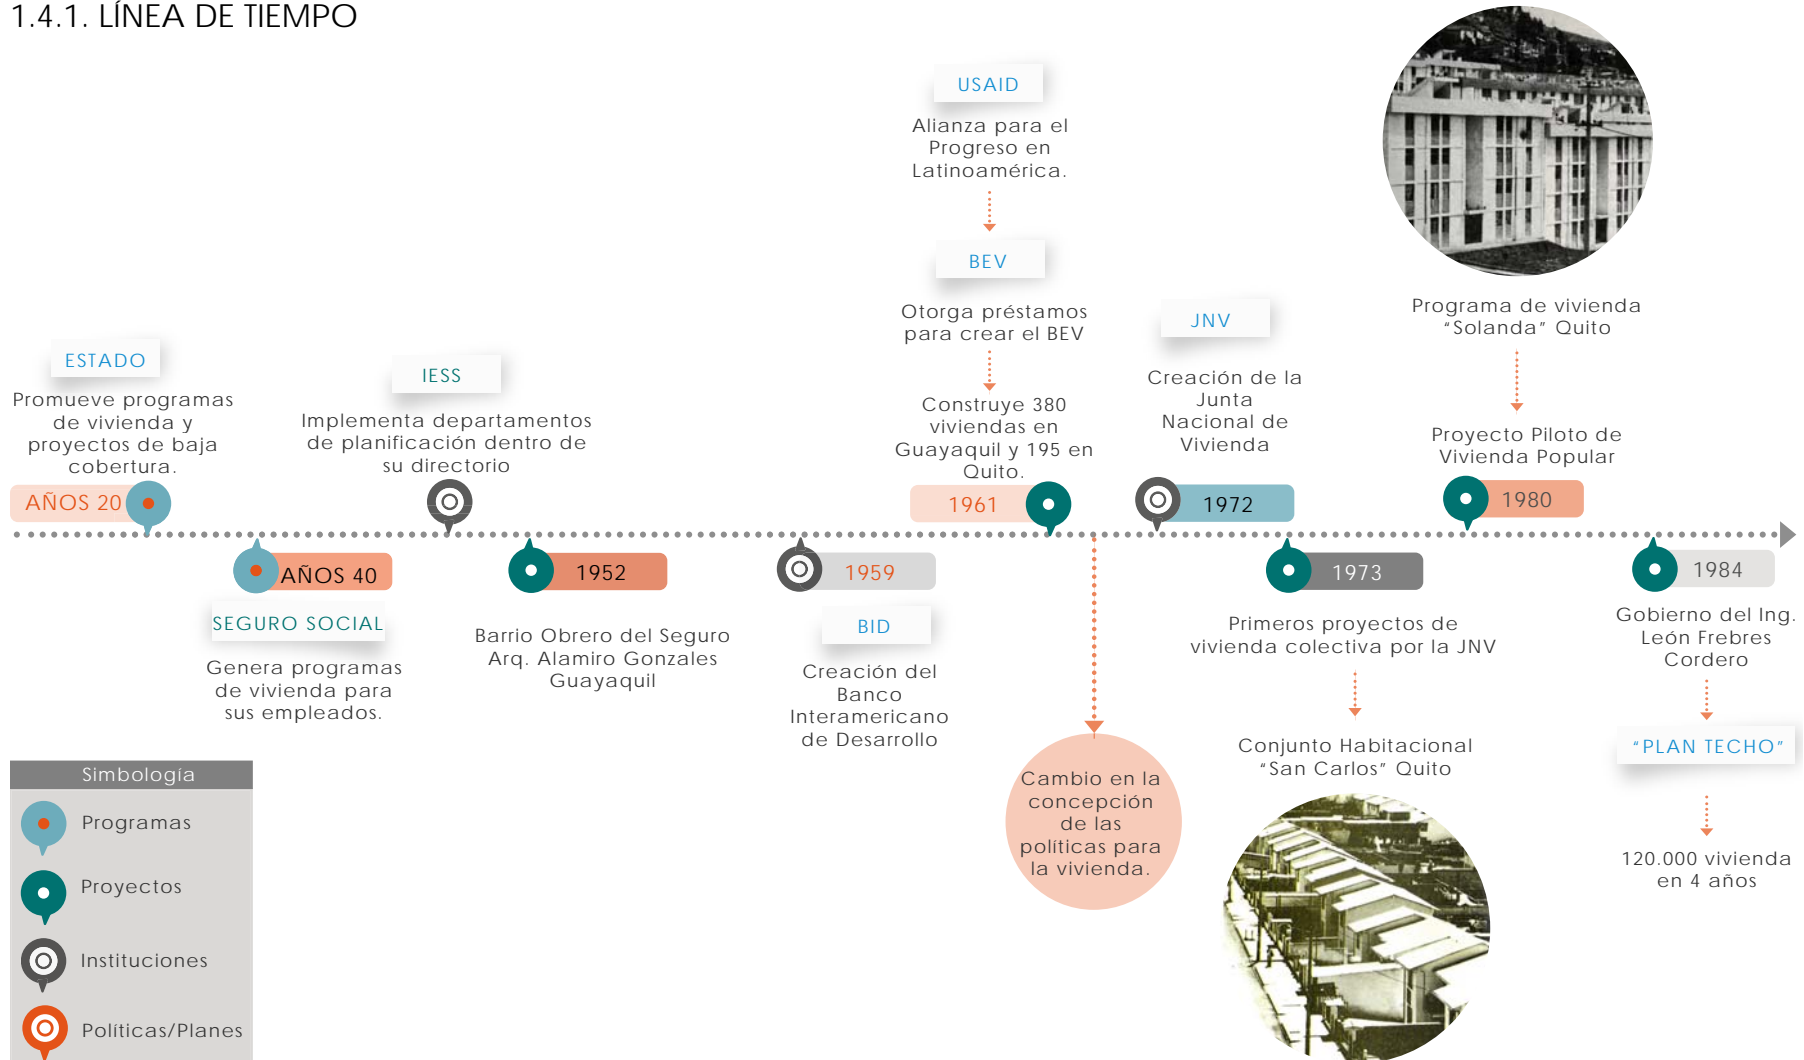 1.4.1. LÍNEA DE TIEMPO
ESTADO
Promueve programas
de vivienda y
proyectos de baja
cobertura.
AÑOS 20
AÑOS 40
SEGURO SOCIAL
Genera programas
de vivienda para
sus empleados.
IESS
Implementa departamentos
de planificación dentro de
su directorio
1952
Barrio Obrero del Seguro
Arq. Alamiro Gonzales
Guayaquil
1959
BID
Creación del
Banco
Interamericano
de Desarrollo
USAID
Alianza para el
Progreso en
Latinoamérica.
BEV
Otorga préstamos
para crear el BEV
Construye 380
viviendas en
Guayaquil y 195 en
Quito.
1961
Cambio en la
concepción
de las
políticas para
la vivienda.
JNV
Creación de la
Junta
Nacional de
Vivienda
1972
1973
Primeros proyectos de
vivienda colectiva por la JNV
Conjunto Habitacional
"San Carlos" Quito
Programa de vivienda
"Solanda" Quito
Proyecto Piloto de
Vivienda Popular
1980
1984
Gobierno del Ing.
León Frebres
Cordero
"PLAN TECHO"
120.000 vivienda
en 4 años
Simbología
Programas
Proyectos
Instituciones
Políticas/Planes